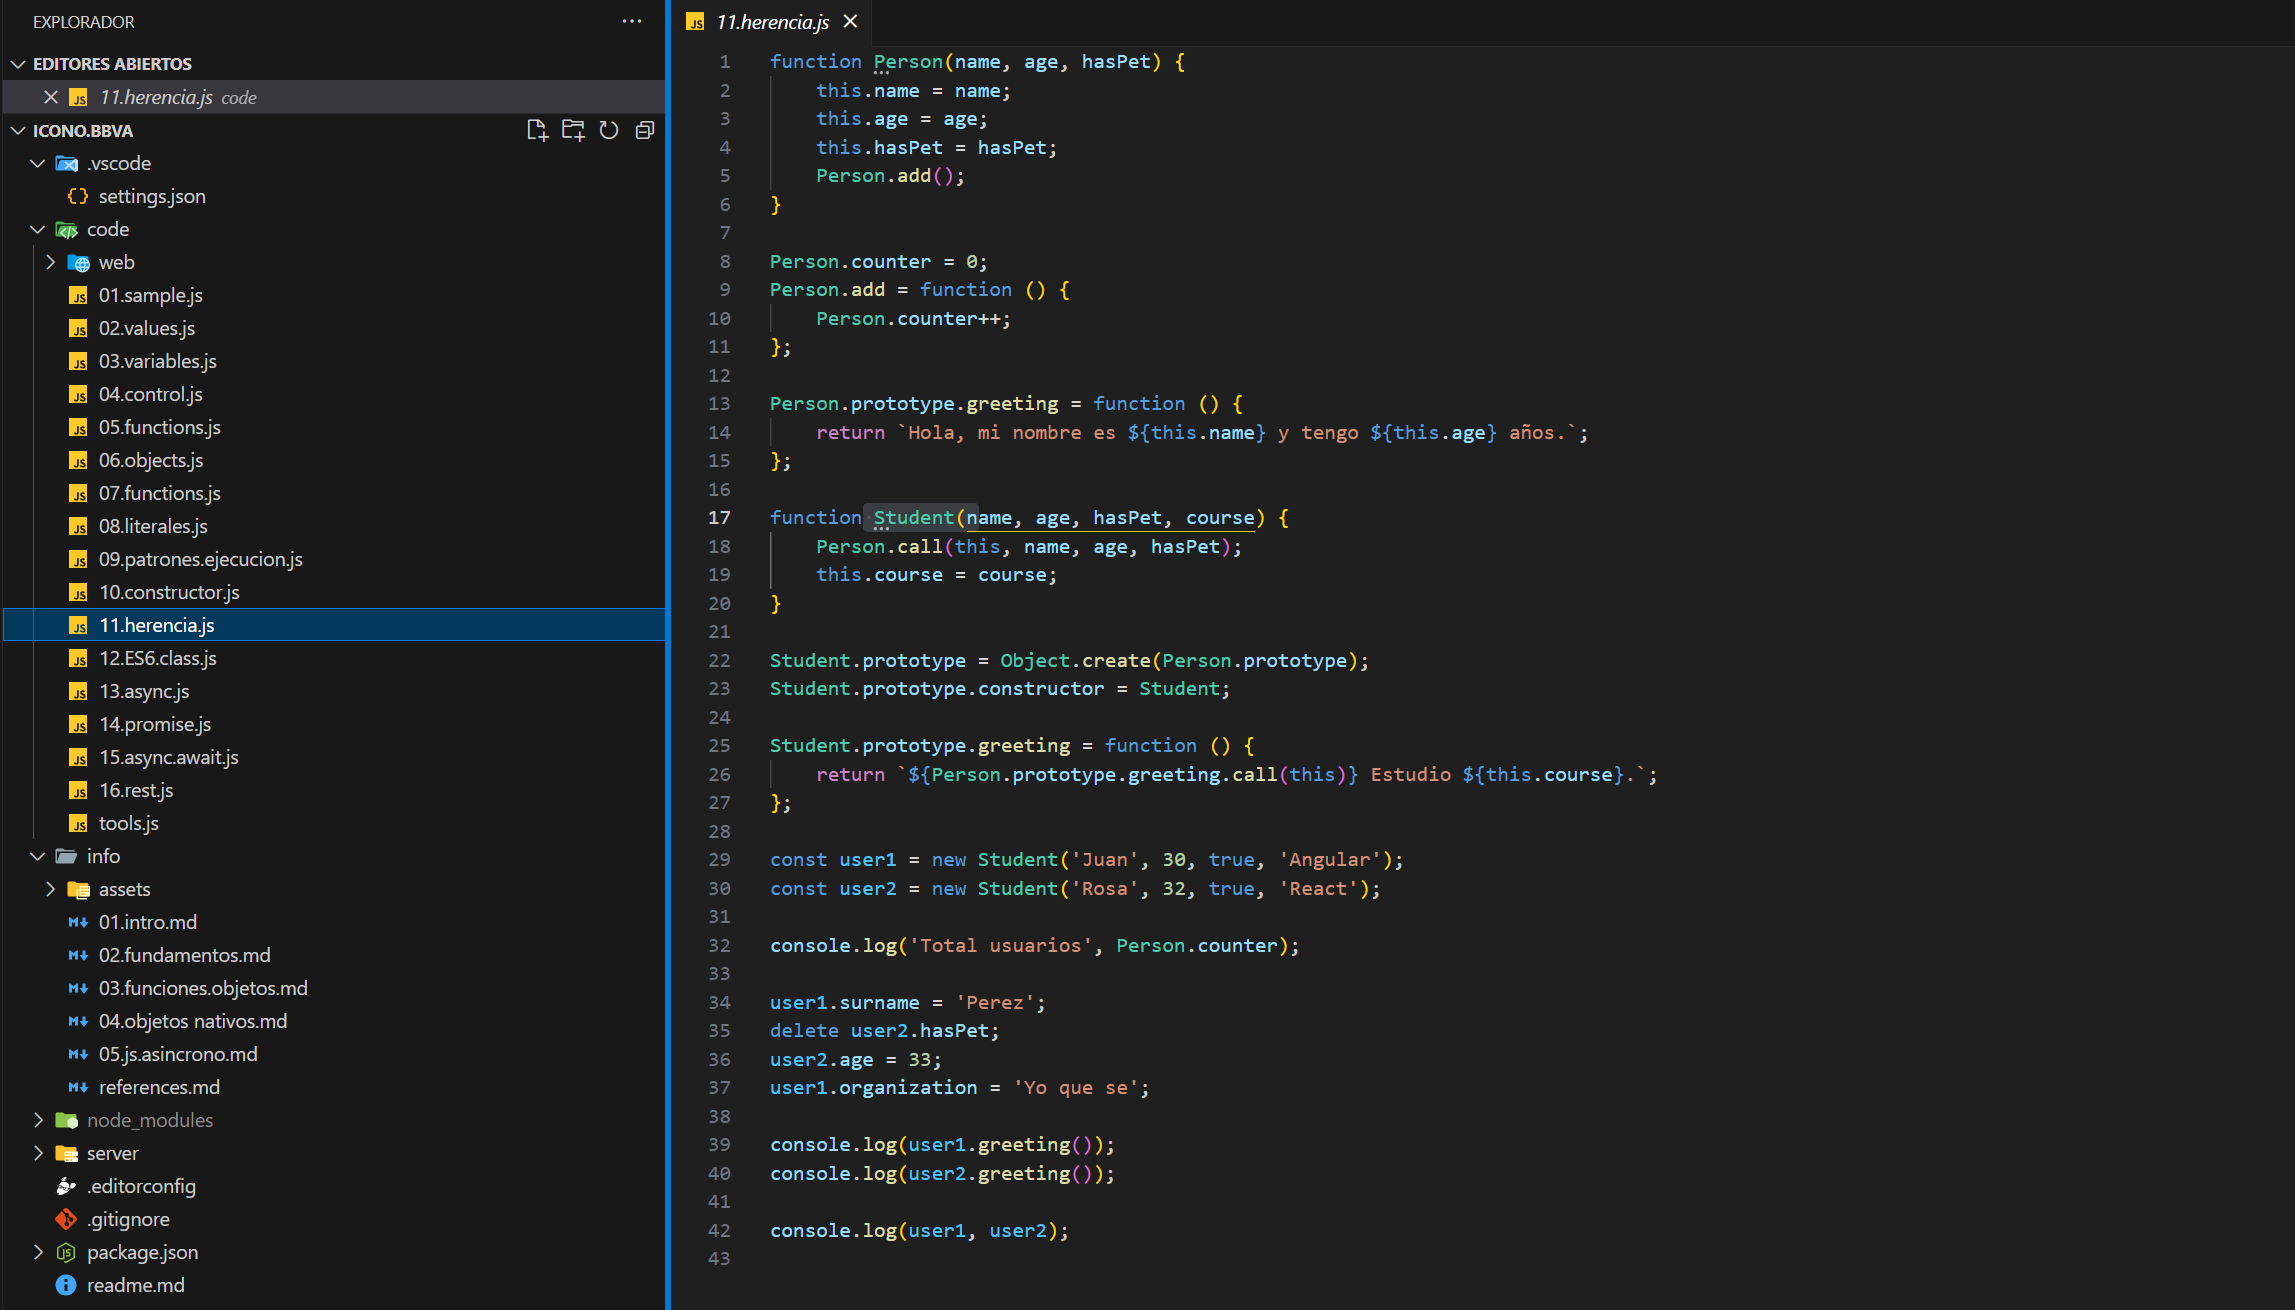 EXPLORADOR
EDITORES ABIERTOS
11.herencia.js code
ICONO.BBVA
.vscode
settings.json
code
web
01.sample.js
02.values.js
03.variables.js
04.control.js
05.functions.js
06.objects.js
07.functions.js
08.literales.js
09.patrones.ejecucion.js
10.constructor.js
11.herencia.js
12.ES6.class.js
13.async.js
14.promise.js
15.async.await.js
16.rest.js
tools.js
info
assets
01.intro.md
02.fundamentos.md
03.funciones.objetos.md
04.objetos nativos.md
05.js.asincrono.md
references.md
node_modules
server
.editorconfig
.gitignore
package.json
readme.md
11.herencia.js
1 function Person(name, age, hasPet) {
2     this.name = name;
3     this.age = age;
4     this.hasPet = hasPet;
5     Person.add();
6 }
7
8 Person.counter = 0;
9 Person.add = function () {
10     Person.counter++;
11 };
12
13 Person.prototype.greeting = function () {
14     return `Hola, mi nombre es ${this.name} y tengo ${this.age} años.`;
15 };
16
17 function Student(name, age, hasPet, course) {
18     Person.call(this, name, age, hasPet);
19     this.course = course;
20 }
21
22 Student.prototype = Object.create(Person.prototype);
23 Student.prototype.constructor = Student;
24
25 Student.prototype.greeting = function () {
26     return `${Person.prototype.greeting.call(this)} Estudio ${this.course}.`;
27 };
28
29 const user1 = new Student('Juan', 30, true, 'Angular');
30 const user2 = new Student('Rosa', 32, true, 'React');
31
32 console.log('Total usuarios', Person.counter);
33
34 user1.surname = 'Perez';
35 delete user2.hasPet;
36 user2.age = 33;
37 user1.organization = 'Yo que se';
38
39 console.log(user1.greeting());
40 console.log(user2.greeting());
41
42 console.log(user1, user2);
43